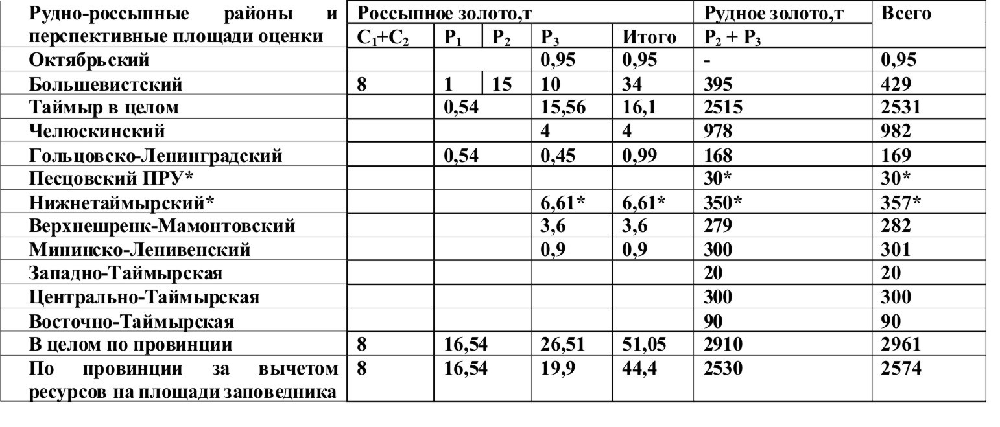 Рудно-россыпные районы и перспективные площади оценки | Россыпное золото,т | Рудное золото,т | Всего
C₁+C₂ | P₁ | P₂ | P₃ | Итого | P₂ + P₃
Октябрьский | 0,95 | 0,95 | - | 0,95
Большевистский | 8 | 1 | 15 | 10 | 34 | 395 | 429
Таймыр в целом | 0,54 | 15,56 | 16,1 | 2515 | 2531
Челюскинский | 4 | 4 | 978 | 982
Гольцовско-Ленинградский | 0,54 | 0,45 | 0,99 | 168 | 169
Песцовский ПРУ* | 30* | 30*
Нижнетаймырский* | 6,61* | 6,61* | 350* | 357*
Верхнешренк-Мамонтовский | 3,6 | 3,6 | 279 | 282
Мининско-Ленивенский | 0,9 | 0,9 | 300 | 301
Западно-Таймырская | 20 | 20
Центрально-Таймырская | 300 | 300
Восточно-Таймырская | 90 | 90
В целом по провинции | 8 | 16,54 | 26,51 | 51,05 | 2910 | 2961
По провинции за вычетом ресурсов на площади заповедника | 8 | 16,54 | 19,9 | 44,4 | 2530 | 2574